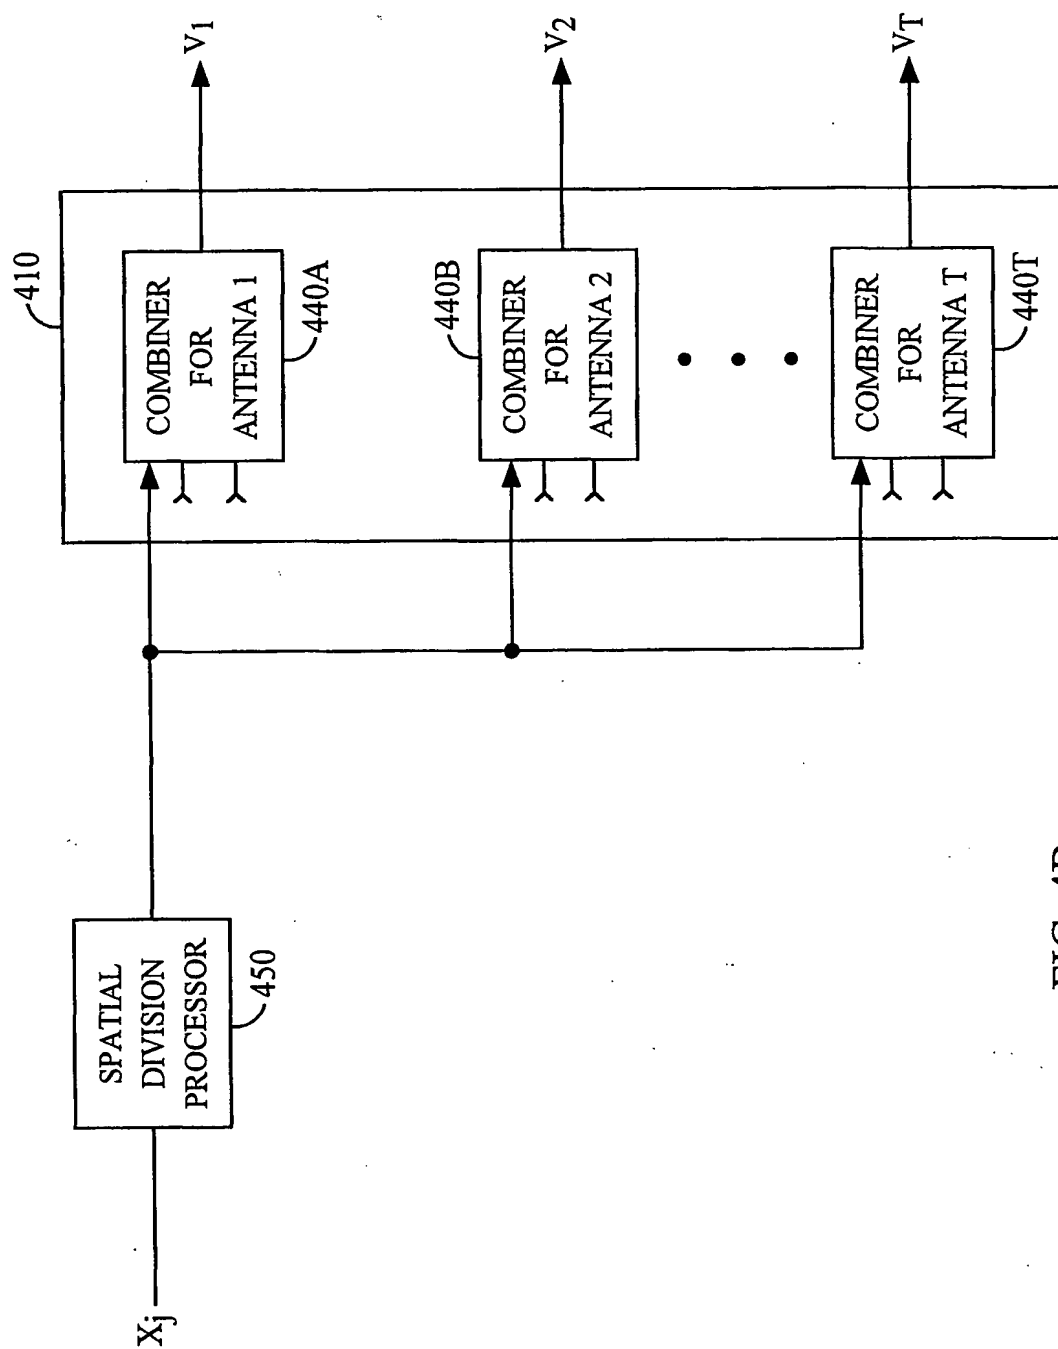 410
X_j
SPATIAL
DIVISION
PROCESSOR
450
COMBINER
FOR
ANTENNA 1
440A
V_1
COMBINER
FOR
ANTENNA 2
440B
V_2
COMBINER
FOR
ANTENNA T
440T
V_T
FIG.